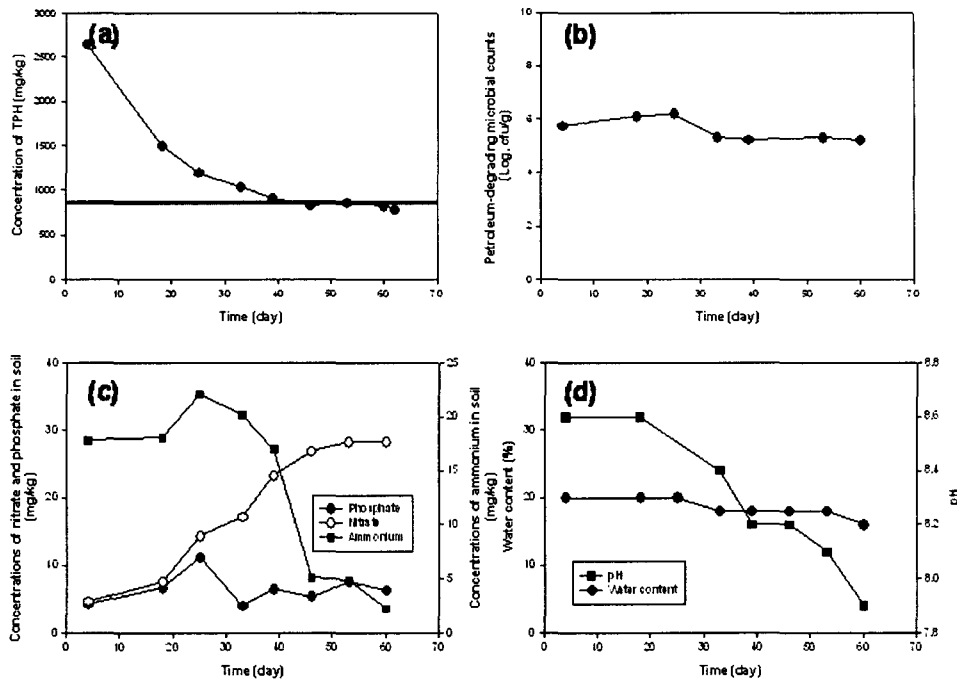 (a)
Concentration of TPH (mg/kg)
3000
2500
2000
1500
1000
500
0
0 10 20 30 40 50 60 70
Time (day)
(b)
Petroleum-degrading microbial counts
(Log. cfu/g)
10
8
6
4
2
0
0 10 20 30 40 50 60 70
Time (day)
(c)
Concentrations of nitrate and phosphate in soil
(mg/kg)
40
30
20
10
0
25
20
15
10
5
0
Concentrations of ammonium in soil
(mg/kg)
Phosphate
Nitrate
Ammonium
0 10 20 30 40 50 60 70
Time (day)
(d)
Water content (%)
40
30
20
10
0
8.8
8.6
8.4
8.2
8.0
7.8
pH
pH
Water content
0 10 20 30 40 50 60 70
Time (day)